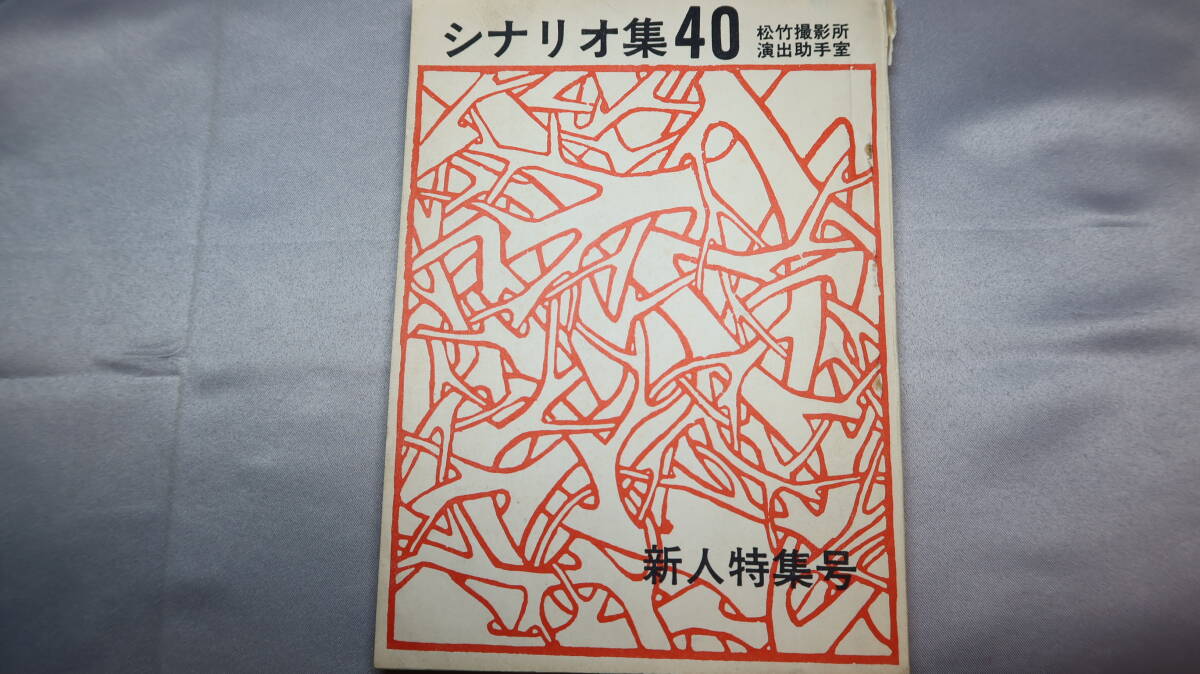 シナリオ集40
松竹撮影所
演出助手室
新人特集号